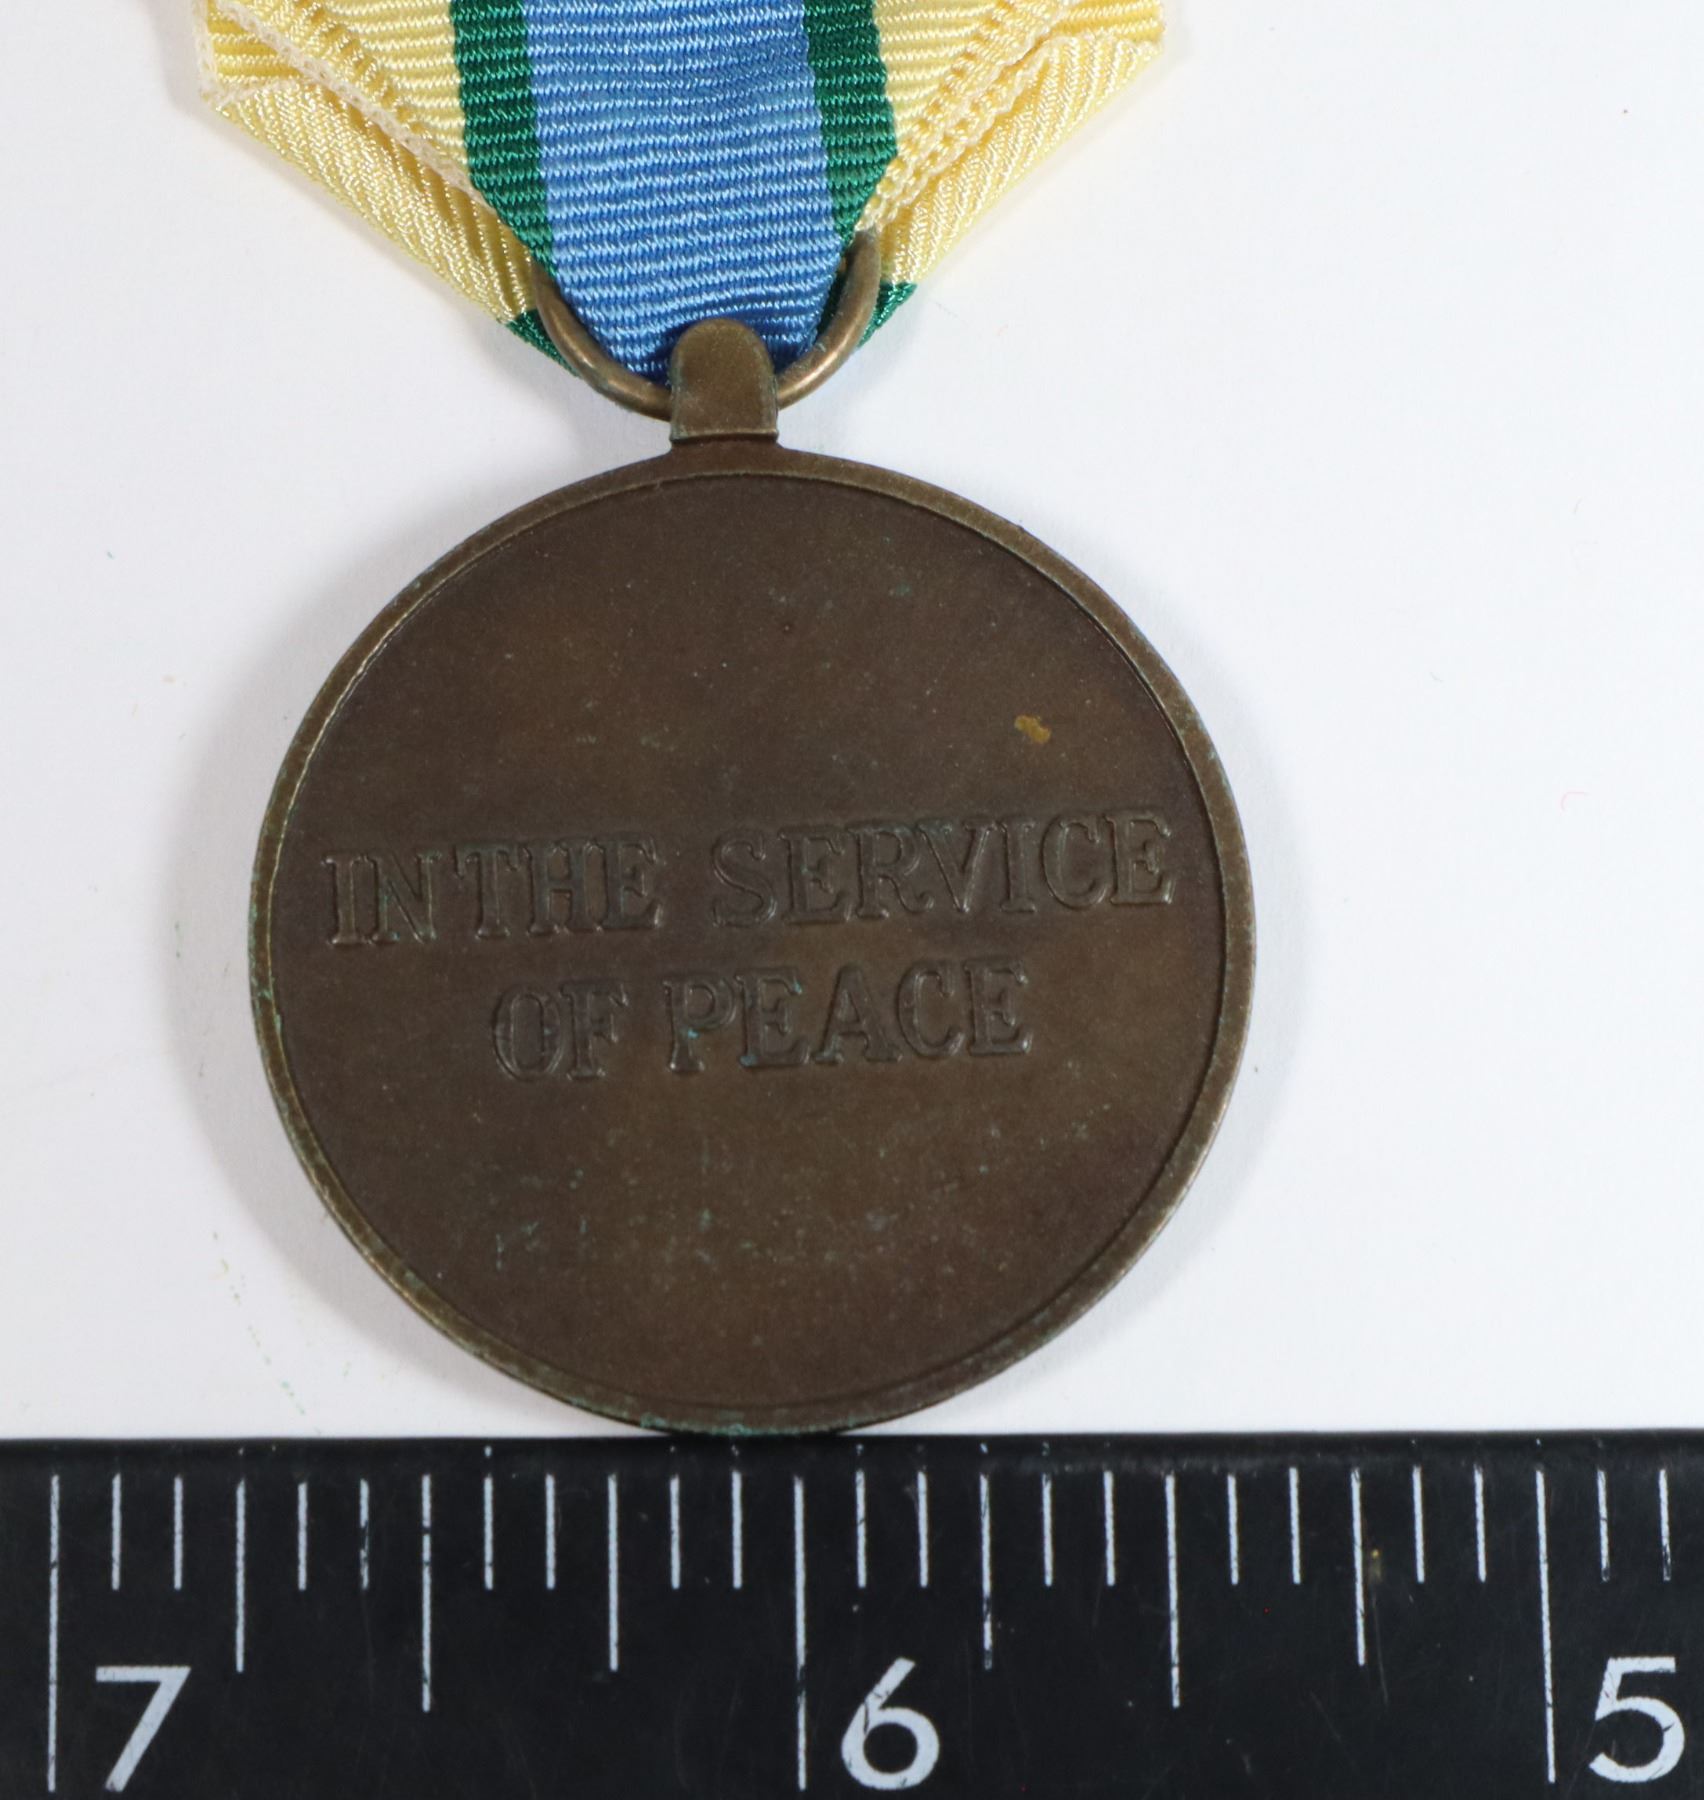 IN THE SERVICE
OF PEACE
7 6 5